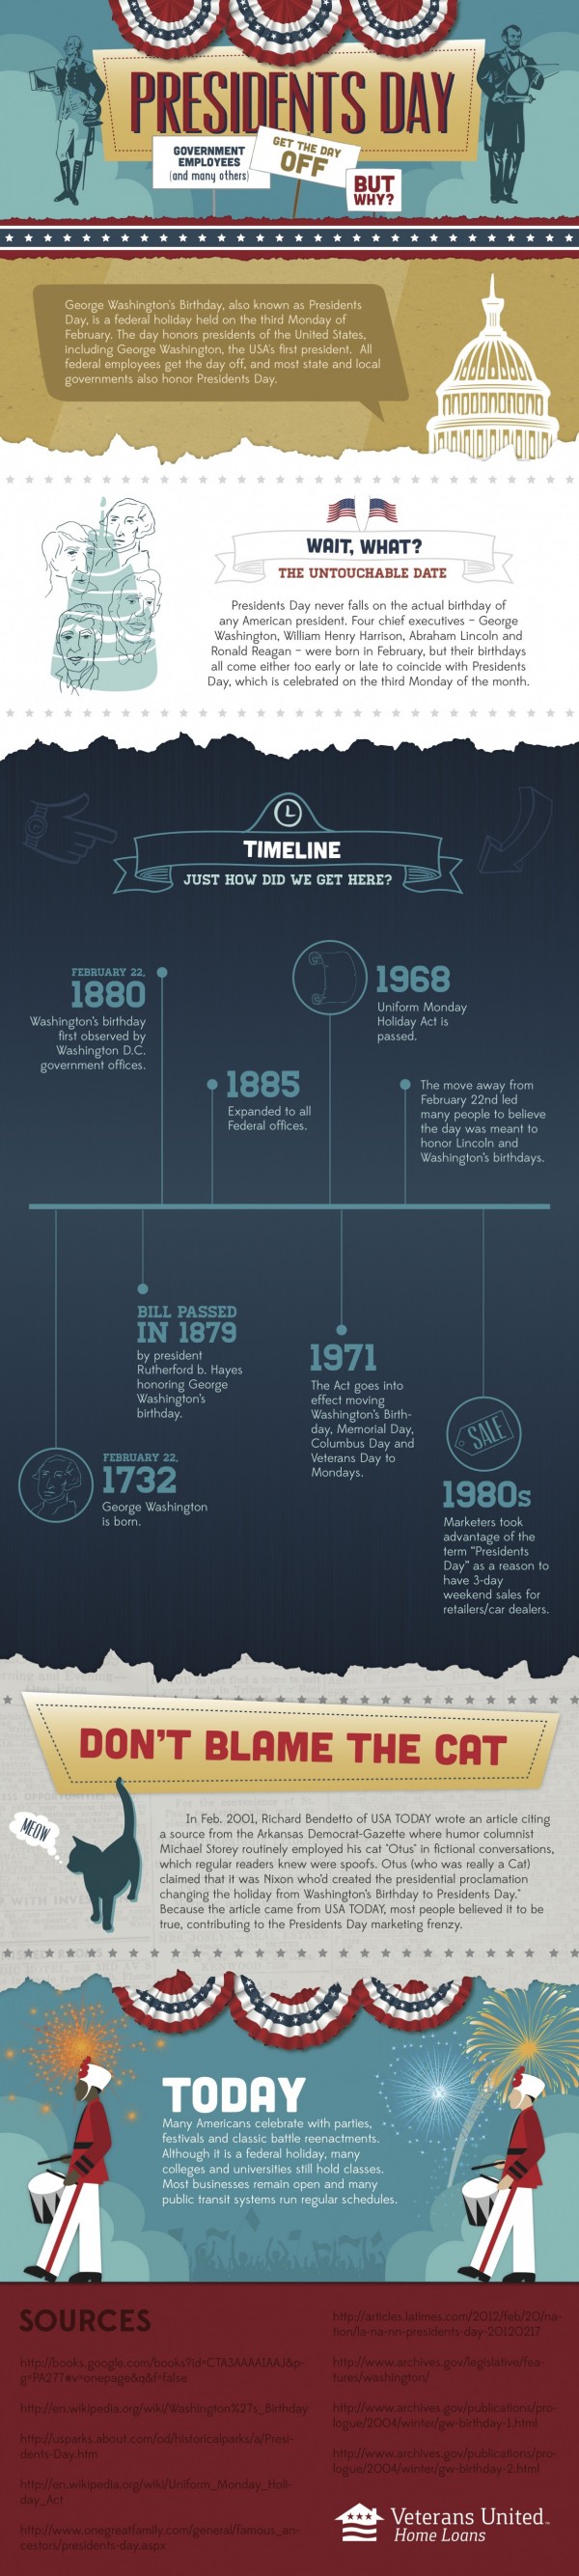 PRESIDENTS DAY
GOVERNMENT
EMPLOYEES
(and many others)
GET THE DAY
OFF
BUT
WHY?
George Washington's Birthday, also known as Presidents
Day, is a federal holiday held on the third Monday of
February. The day honors presidents of the United States,
including George Washington, the USA's first president. All
federal employees get the day off, and most state and local
governments also honor Presidents Day.
WAIT, WHAT?
THE UNTOUCHABLE DATE
Presidents Day never falls on the actual birthday of
any American president. Four chief executives – George
Washington, William Henry Harrison, Abraham Lincoln and
Ronald Reagan – were born in February, but their birthdays
all come either too early or late to coincide with Presidents
Day, which is celebrated on the third Monday of the month.
TIMELINE
JUST HOW DID WE GET HERE?
FEBRUARY 22,
1880
Washington's birthday
first observed by
Washington D.C.
government offices.
1968
Uniform Monday
Holiday Act is
passed.
1885
Expanded to all
Federal offices.
The move away from
February 22nd led
many people to believe
the day was meant to
honor Lincoln and
Washington's birthdays.
BILL PASSED
IN 1879
by president
Rutherford b. Hayes
honoring George
Washington's
birthday.
1971
The Act goes into
effect moving
Washington's Birth-
day, Memorial Day,
Columbus Day and
Veterans Day to
Mondays.
FEBRUARY 22,
1732
George Washington
is born.
SALE
1980s
Marketers took
advantage of the
term "Presidents
Day" as a reason to
have 3-day
weekend sales for
retailers/car dealers.
DON'T BLAME THE CAT
MEOW
In Feb. 2001, Richard Bendetto of USA TODAY wrote an article citing
a source from the Arkansas Democrat-Gazette where humor columnist
Michael Storey routinely employed his cat "Otus" in fictional conversations,
which regular readers knew were spoofs. Otus (who was really a Cat)
claimed that it was Nixon who'd created the presidential proclamation
changing the holiday from Washington's Birthday to Presidents Day."
Because the article came from USA TODAY, most people believed it to be
true, contributing to the Presidents Day marketing frenzy.
TODAY
Many Americans celebrate with parties,
festivals and classic battle reenactments.
Although it is a federal holiday, many
colleges and universities still hold classes.
Most businesses remain open and many
public transit systems run regular schedules.
SOURCES
http://books.google.com/books?id=CTA3AAAAIAAJ&p-
g=PA277#v=onepage&q&f=false
http://en.wikipedia.org/wiki/Washington%27s_Birthday
http://usparks.about.com/od/historicalparks/a/Presi-
dents-Day.htm
http://en.wikipedia.org/wiki/Uniform_Monday_Holi-
day_Act
http://www.onegreatfamily.com/general/famous_an-
cestors/presidents-day.aspx
http://articles.latimes.com/2012/feb/20/na-
tion/la-na-nn-presidents-day-20120217
http://www.archives.gov/legislative/fea-
tures/washington/
http://www.archives.gov/publications/pro-
logue/2004/winter/gw-birthday-1.html
http://www.archives.gov/publications/pro-
logue/2004/winter/gw-birthday-2.html
Veterans United
Home Loans